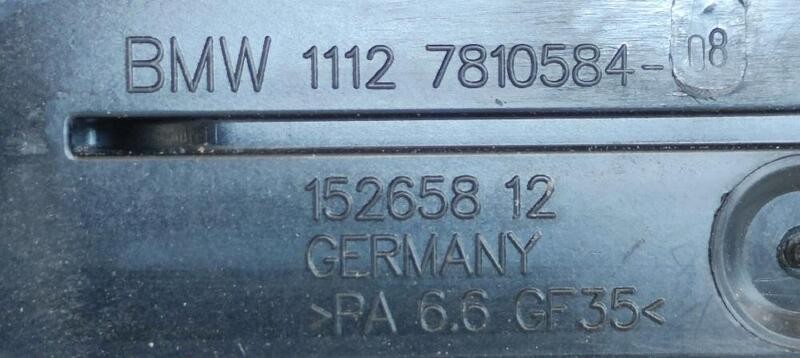 BMW 1112 7810584-08
152658 12
GERMANY
>PA 6.6 GF35<